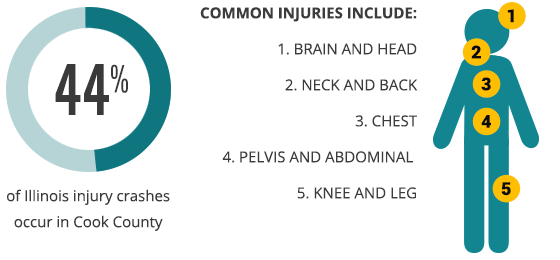 44%
of Illinois injury crashes
occur in Cook County
COMMON INJURIES INCLUDE:
1. BRAIN AND HEAD
2. NECK AND BACK
3. CHEST
4. PELVIS AND ABDOMINAL
5. KNEE AND LEG
1
2
3
4
5